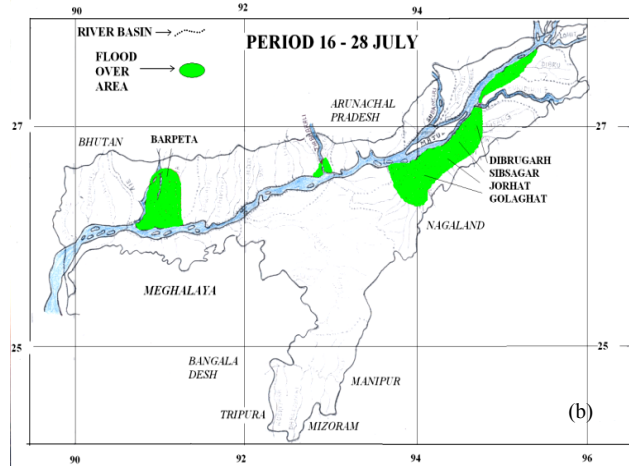 90
92
94
96
RIVER BASIN
PERIOD 16 - 28 JULY
FLOOD
OVER
AREA
ARUNACHAL
PRADESH
27
27
BHUTAN
BARPETA
DIBRUGARH
SIBSAGAR
JORHAT
GOLAGHAT
NAGALAND
MEGHALAYA
25
25
BANGALA
DESH
MANIPUR
TRIPURA
MIZORAM
(b)
90
92
94
96